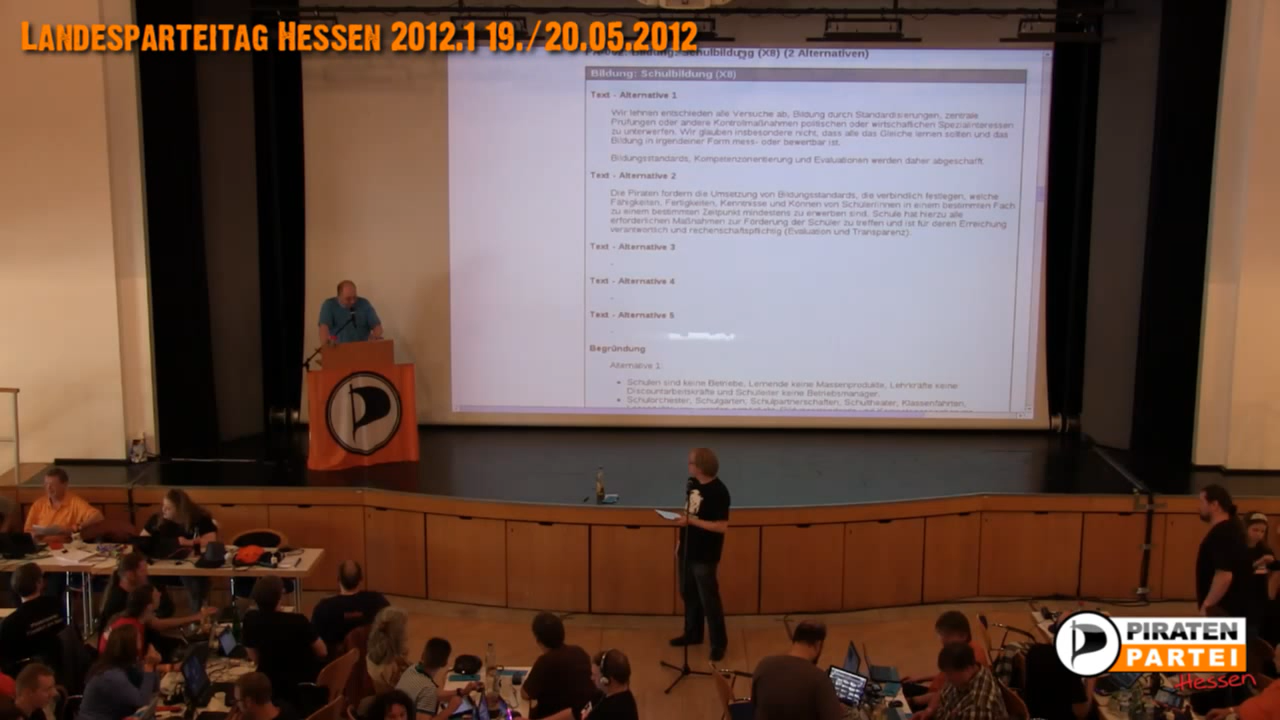 Landesparteitag Hessen 2012.1 19./20.05.2012
Bildung: Schulbildung (X8) (2 Alternativen)
Bildung: Schulbildung (X8)
Text - Alternative 1
Wir lehnen entschieden alle Versuche ab, Bildung durch Standardisierungen, zentrale
Prüfungen oder andere Kontrollmaßnahmen politischen oder wirtschaftlichen Spezialinteressen
zu unterwerfen. Wir glauben insbesondere nicht, dass alle das Gleiche lernen sollten und das
Bildung in irgendeiner Form mess- oder bewertbar ist.
Bildungsstandards, Kompetenzorientierung und Evaluationen werden daher abgeschafft.
Text - Alternative 2
Die Piraten fordern die Umsetzung von Bildungsstandards, die verbindlich festlegen, welche
Fähigkeiten, Fertigkeiten, Kenntnisse und Können von Schülerinnen in einem bestimmten Fach
zu einem bestimmten Zeitpunkt mindestens zu erwerben sind. Schule hat hierzu alle
erforderlichen Maßnahmen zur Förderung der Schüler zu treffen und ist für deren Erreichung
verantwortlich und rechenschaftspflichtig (Evaluation und Transparenz).
Text - Alternative 3
-
Text - Alternative 4
-
Text - Alternative 5
-
Begründung
Alternative 1:
• Schulen sind keine Betriebe, Lernende keine Massenprodukte, Lehrkräfte keine
Discountarbeitskräfte und Schulleiter keine Betriebsmanager.
• Schulorchester, Schulgarten, Schulpartnerschaften, Schultheater, Klassenfahrten,
PIRATEN
PARTEI
Hessen